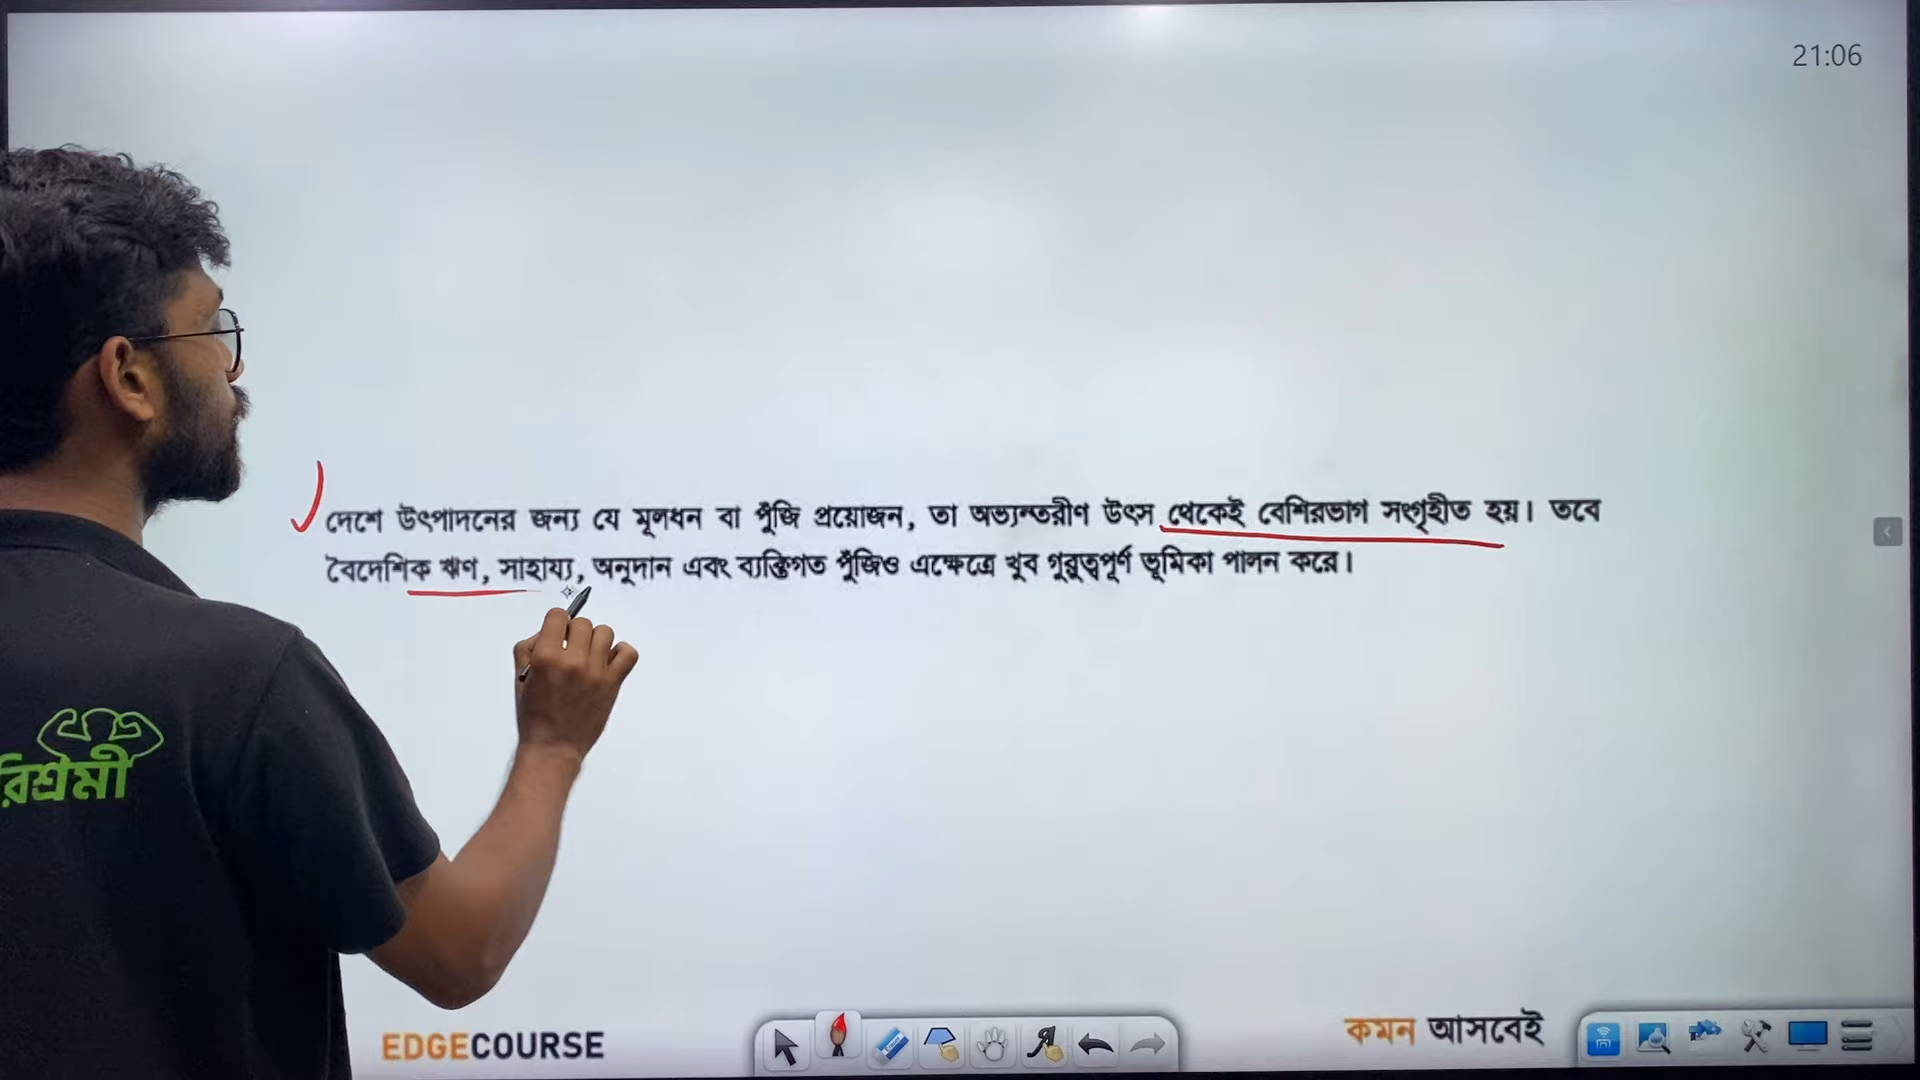 21:06
দেশে উৎপাদনের জন্য যে মূলধন বা পুঁজি প্রয়োজন, তা অভ্যন্তরীণ উৎস থেকেই বেশিরভাগ সংগৃহীত হয়। তবে
বৈদেশিক ঋণ, সাহায্য, অনুদান এবং ব্যক্তিগত পুঁজিও এক্ষেত্রে খুব গুরুত্বপূর্ণ ভূমিকা পালন করে।
রিশ্রমী
EDGECOURSE
কমন আসবেই